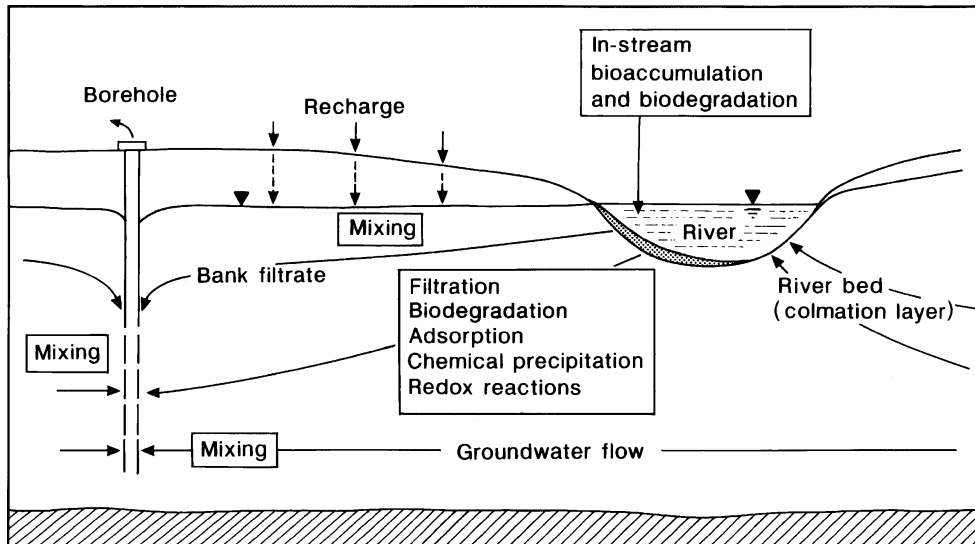 In-stream
bioaccumulation
and biodegradation
Borehole
Recharge
Mixing
River
Bank filtrate
Filtration
Biodegradation
Adsorption
Chemical precipitation
Redox reactions
River bed
(colmation layer)
Mixing
Mixing
Groundwater flow